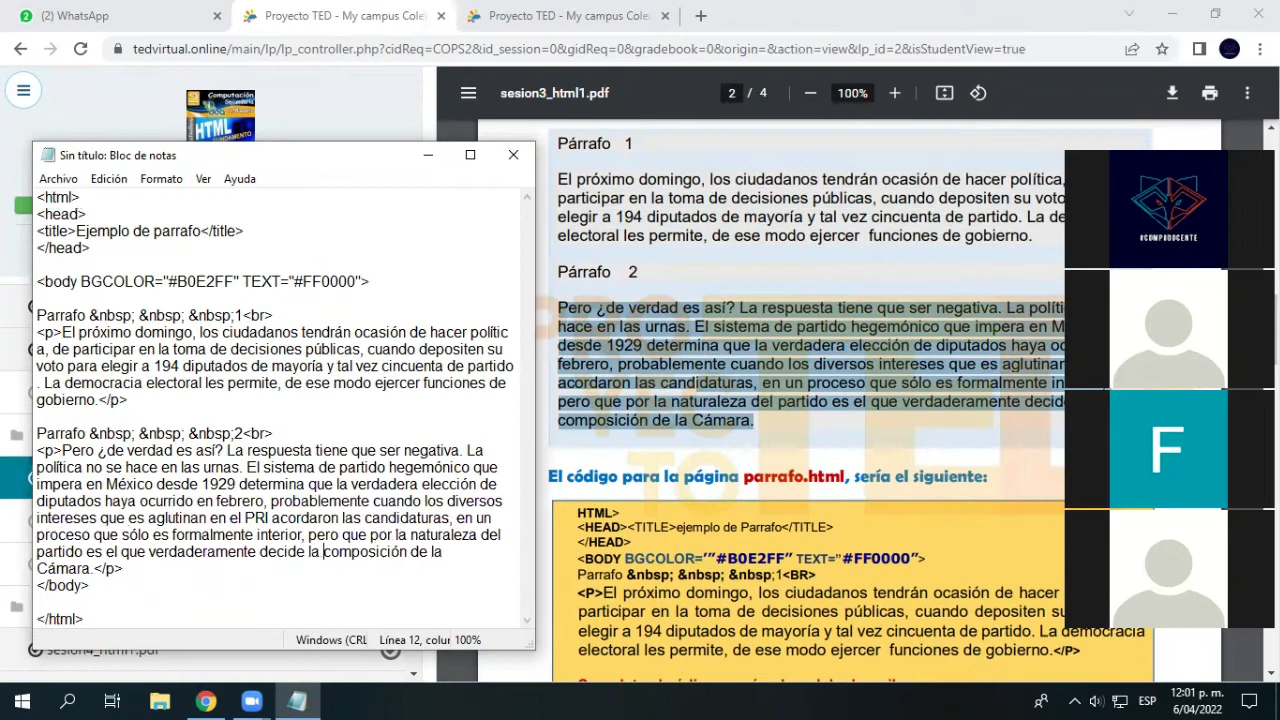 (2) WhatsApp
Proyecto TED - My campus Cole
Proyecto TED - My campus Cole
tedvirtual.online/main/lp/lp_controller.php?cidReq=COPS2&id_session=0&gidReq=0&gradebook=0&origin=&action=view&lp_id=2&isStudentView=true
Computación
HTML
sesion3_html1.pdf
2 / 4
100%
Sin título: Bloc de notas
Archivo Edición Formato Ver Ayuda
<html>
<head>
<title>Ejemplo de parrafo</title>
</head>
<body BGCOLOR="#B0E2FF" TEXT="#FF0000">
Parrafo &nbsp; &nbsp; &nbsp;1<br>
<p>El próximo domingo, los ciudadanos tendrán ocasión de hacer polític
a, de participar en la toma de decisiones públicas, cuando depositen su
voto para elegir a 194 diputados de mayoría y tal vez cincuenta de partido
. La democracia electoral les permite, de ese modo ejercer funciones de
gobierno.</p>
Parrafo &nbsp; &nbsp; &nbsp;2<br>
<p>Pero ¿de verdad es así? La respuesta tiene que ser negativa. La
política no se hace en las urnas. El sistema de partido hegemónico que
impera en México desde 1929 determina que la verdadera elección de
diputados haya ocurrido en febrero, probablemente cuando los diversos
intereses que es aglutinan en el PRI acordaron las candidaturas, en un
proceso que sólo es formalmente interior, pero que por la naturaleza del
partido es el que verdaderamente decide la composición de la
Cámara.</p>
</body>
</html>
Windows (CRL Línea 12, colur 100%
sesion4_html1.pdf
Párrafo 1
El próximo domingo, los ciudadanos tendrán ocasión de hacer política,
participar en la toma de decisiones públicas, cuando depositen su voto
elegir a 194 diputados de mayoría y tal vez cincuenta de partido. La de
electoral les permite, de ese modo ejercer funciones de gobierno.
Párrafo 2
Pero ¿de verdad es así? La respuesta tiene que ser negativa. La políti
hace en las urnas. El sistema de partido hegemónico que impera en M
desde 1929 determina que la verdadera elección de diputados haya oc
febrero, probablemente cuando los diversos intereses que es aglutinan
acordaron las candidaturas, en un proceso que sólo es formalmente in
pero que por la naturaleza del partido es el que verdaderamente decide
composición de la Cámara.
El código para la página parrafo.html, sería el siguiente:
HTML>
<HEAD><TITLE>ejemplo de Parrafo</TITLE>
</HEAD>
<BODY BGCOLOR=’”#B0E2FF” TEXT=”#FF0000”>
Parrafo &nbsp; &nbsp; &nbsp;1<BR>
<P>El próximo domingo, los ciudadanos tendrán ocasión de hacer
participar en la toma de decisiones públicas, cuando depositen su
elegir a 194 diputados de mayoría y tal vez cincuenta de partido. La democracia
electoral les permite, de ese modo ejercer funciones de gobierno.</P>
#COMPUDOCENTE
F
ESP
12:01 p. m.
6/04/2022